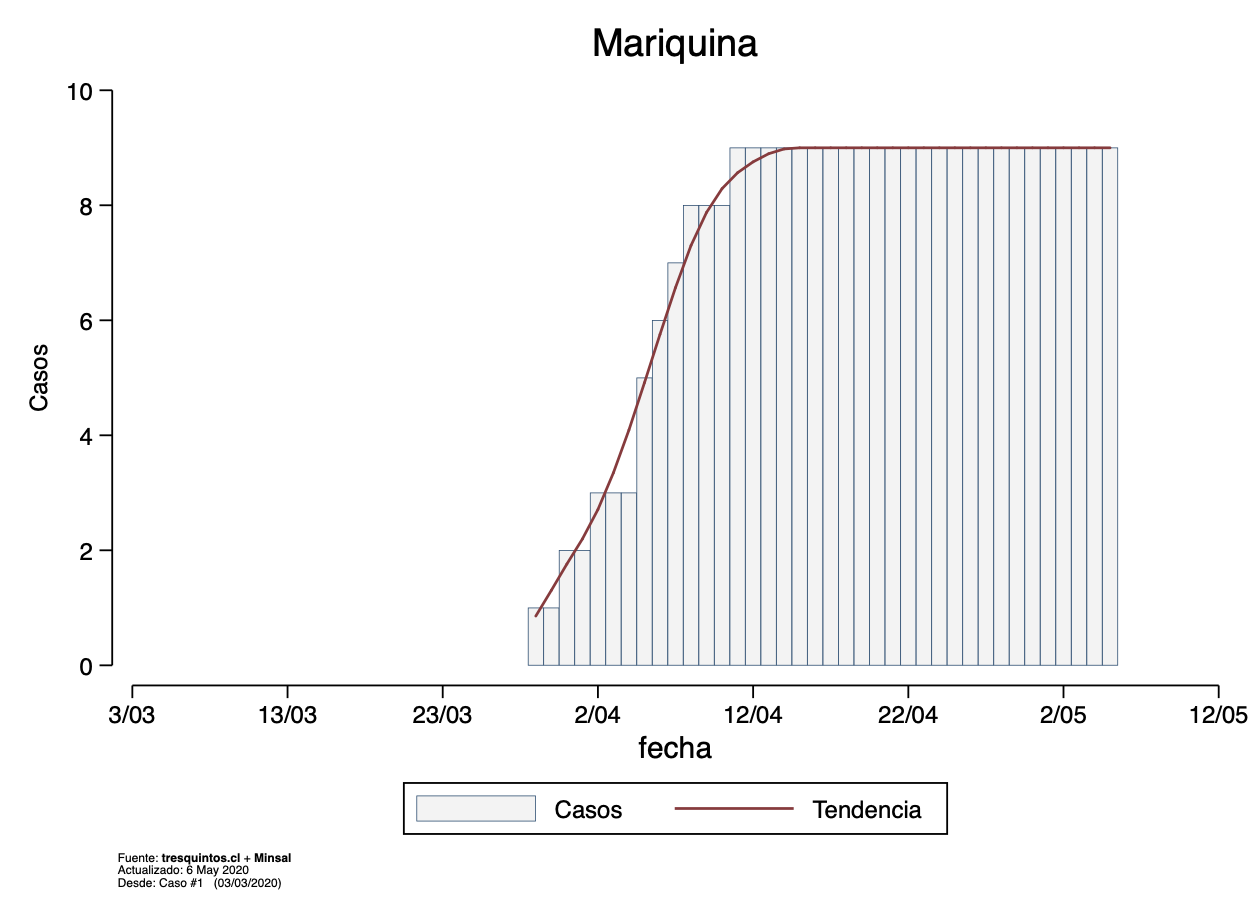 Mariquina
10
8
6
4
2
0
Casos
3/03 13/03 23/03 2/04 12/04 22/04 2/05 12/05
fecha
Casos Tendencia
Fuente: tresquintos.cl + Minsal
Actualizado: 6 May 2020
Desde: Caso #1 (03/03/2020)